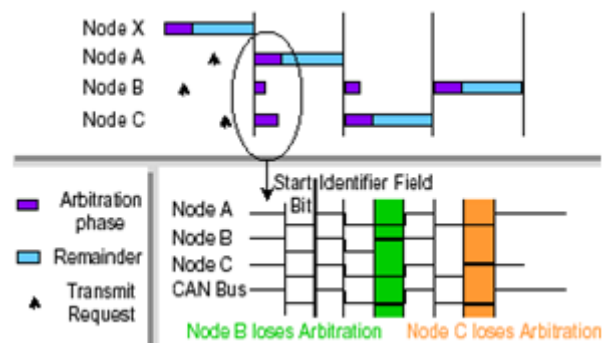 Node X
Node A
Node B
Node C
Arbitration phase
Remainder
Transmit Request
Start Bit
Identifier Field
Node A
Node B
Node C
CAN Bus
Node B loses Arbitration
Node C loses Arbitration